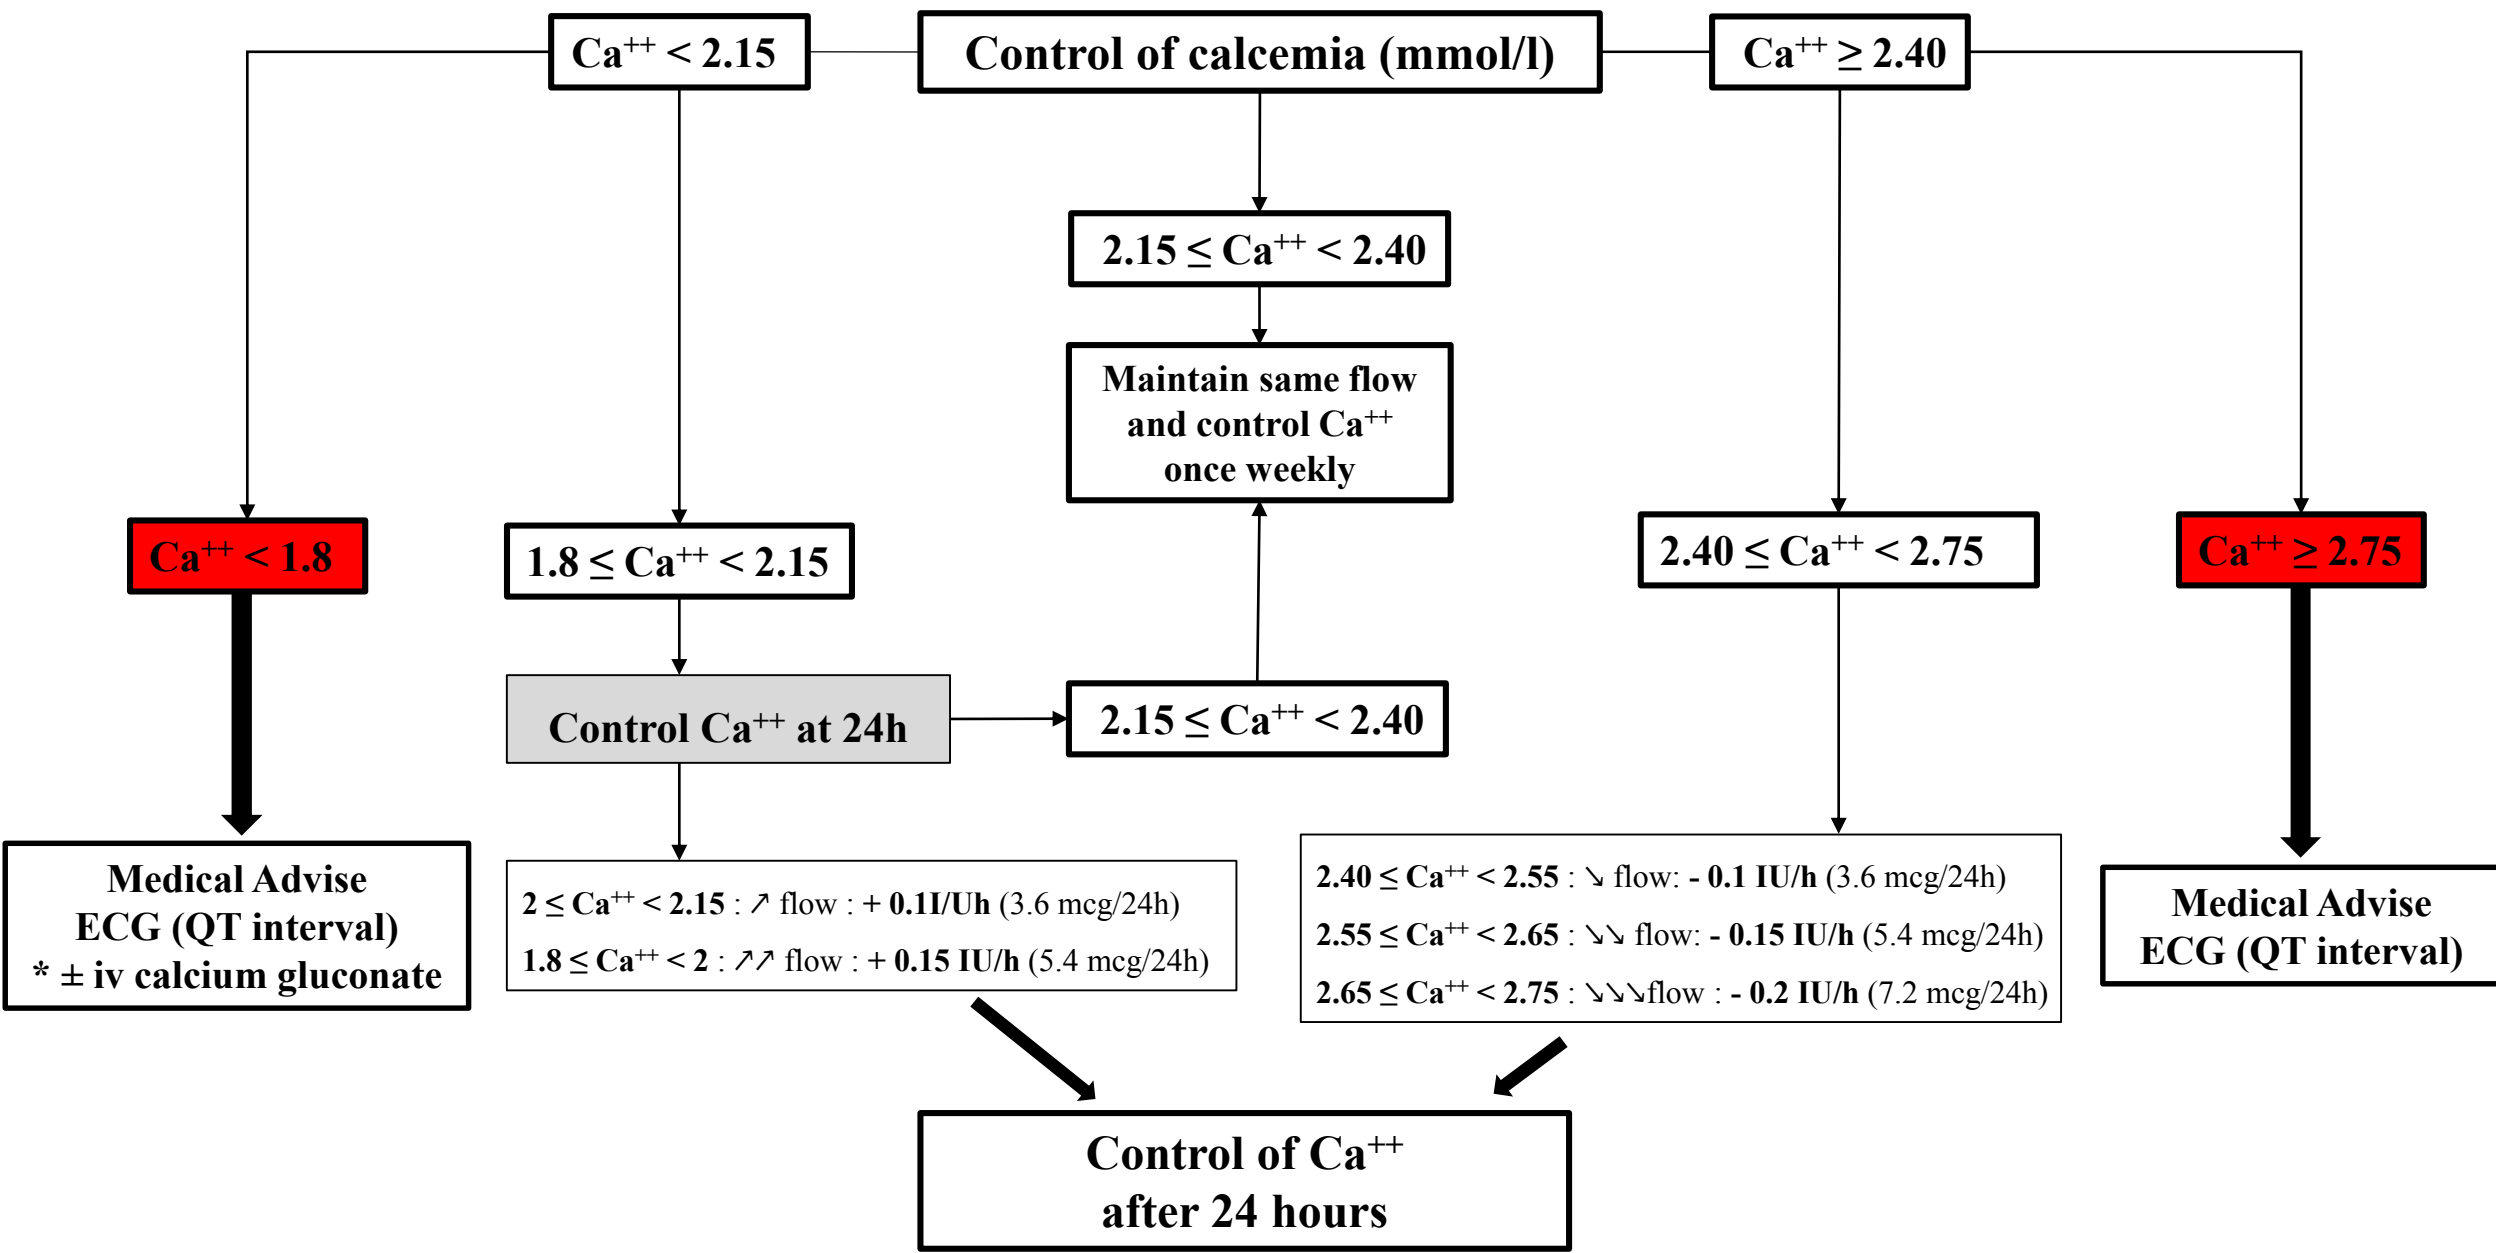 Ca⁺⁺ < 2.15
Control of calcemia (mmol/l)
Ca⁺⁺ ≥ 2.40
2.15 ≤ Ca⁺⁺ < 2.40
Maintain same flow
and control Ca⁺⁺
once weekly
Ca⁺⁺ < 1.8
1.8 ≤ Ca⁺⁺ < 2.15
2.40 ≤ Ca⁺⁺ < 2.75
Ca⁺⁺ ≥ 2.75
Control Ca⁺⁺ at 24h
2.15 ≤ Ca⁺⁺ < 2.40
Medical Advise
ECG (QT interval)
* ± iv calcium gluconate
2 ≤ Ca⁺⁺ < 2.15 : ↗ flow : + 0.1I/Uh (3.6 mcg/24h)
1.8 ≤ Ca⁺⁺ < 2 : ↗↗ flow : + 0.15 IU/h (5.4 mcg/24h)
2.40 ≤ Ca⁺⁺ < 2.55 : ↘ flow: - 0.1 IU/h (3.6 mcg/24h)
2.55 ≤ Ca⁺⁺ < 2.65 : ↘↘ flow: - 0.15 IU/h (5.4 mcg/24h)
2.65 ≤ Ca⁺⁺ < 2.75 : ↘↘↘flow : - 0.2 IU/h (7.2 mcg/24h)
Medical Advise
ECG (QT interval)
Control of Ca⁺⁺
after 24 hours